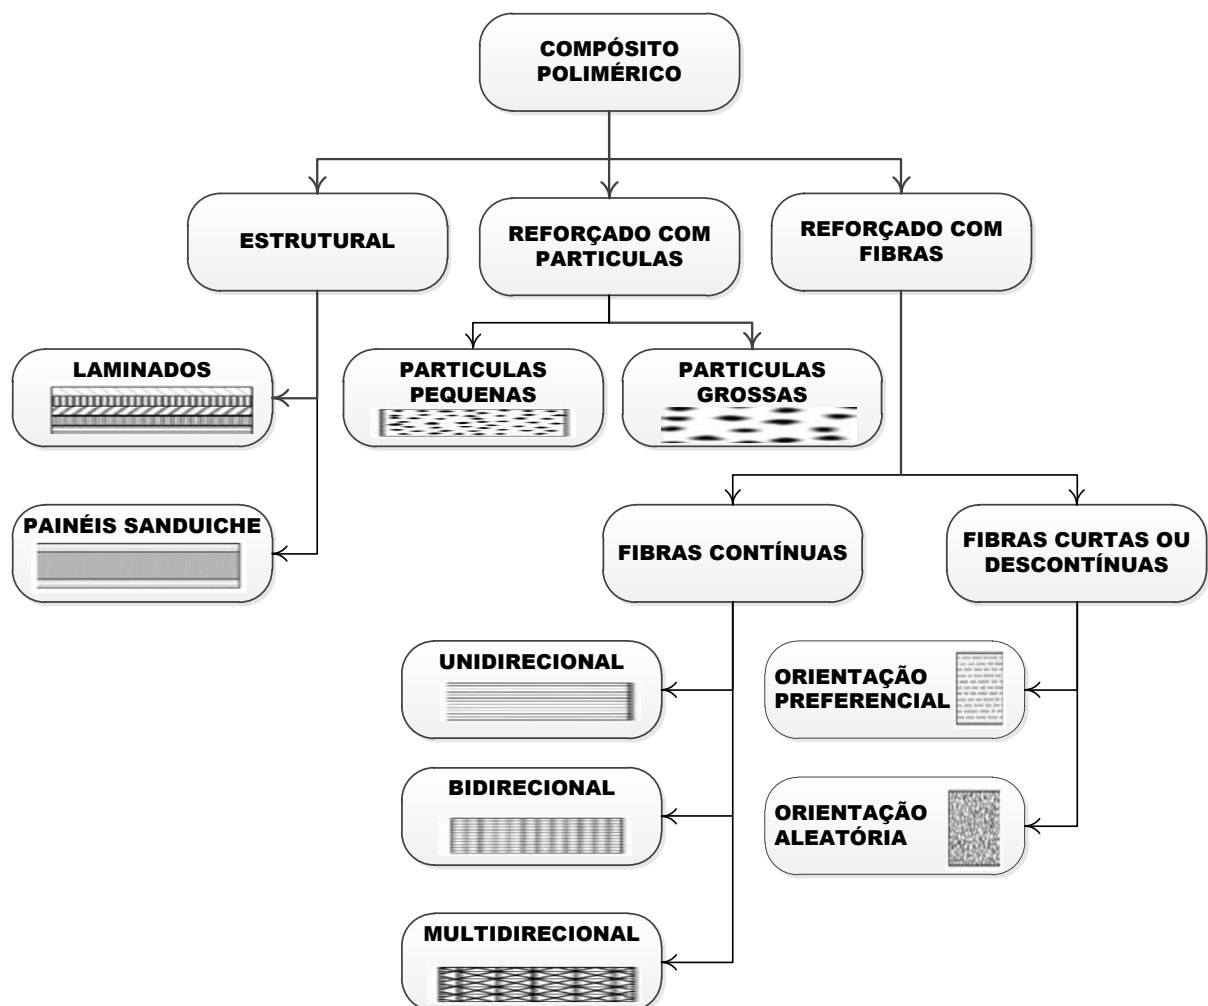 COMPÓSITO
POLIMÉRICO
ESTRUTURAL
REFORÇADO COM
PARTICULAS
REFORÇADO COM
FIBRAS
LAMINADOS
PARTICULAS
PEQUENAS
PARTICULAS
GROSSAS
PAINÉIS SANDUICHE
FIBRAS CONTÍNUAS
FIBRAS CURTAS OU
DESCONTÍNUAS
UNIDIRECIONAL
ORIENTAÇÃO
PREFERENCIAL
BIDIRECIONAL
ORIENTAÇÃO
ALEATÓRIA
MULTIDIRECIONAL